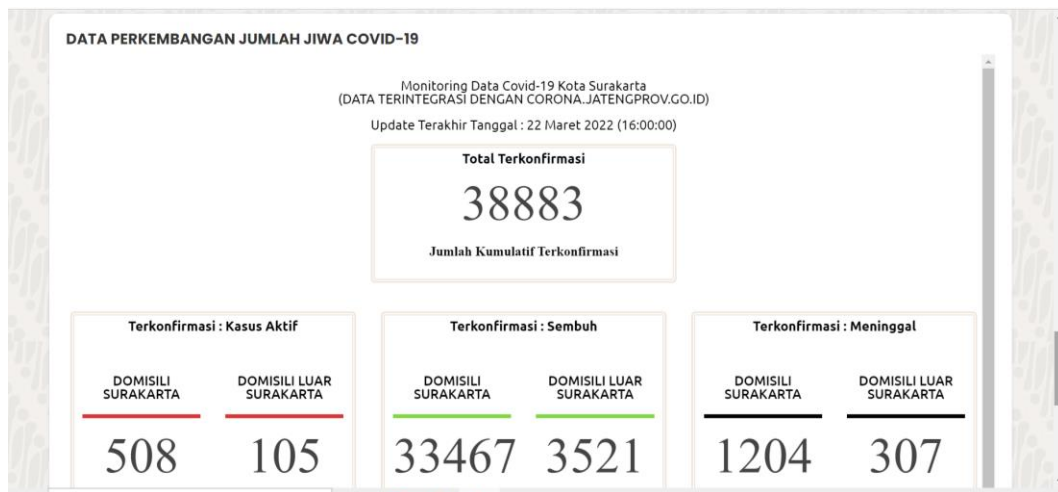 DATA PERKEMBANGAN JUMLAH JIWA COVID-19
Monitoring Data Covid-19 Kota Surakarta
(DATA TERINTEGRASI DENGAN CORONA.JATENGPROV.GO.ID)
Update Terakhir Tanggal : 22 Maret 2022 (16:00:00)
Total Terkonfirmasi
38883
Jumlah Kumulatif Terkonfirmasi
Terkonfirmasi : Kasus Aktif
DOMISILI
SURAKARTA
508
DOMISILI LUAR
SURAKARTA
105
Terkonfirmasi : Sembuh
DOMISILI
SURAKARTA
33467
DOMISILI LUAR
SURAKARTA
3521
Terkonfirmasi : Meninggal
DOMISILI
SURAKARTA
1204
DOMISILI LUAR
SURAKARTA
307